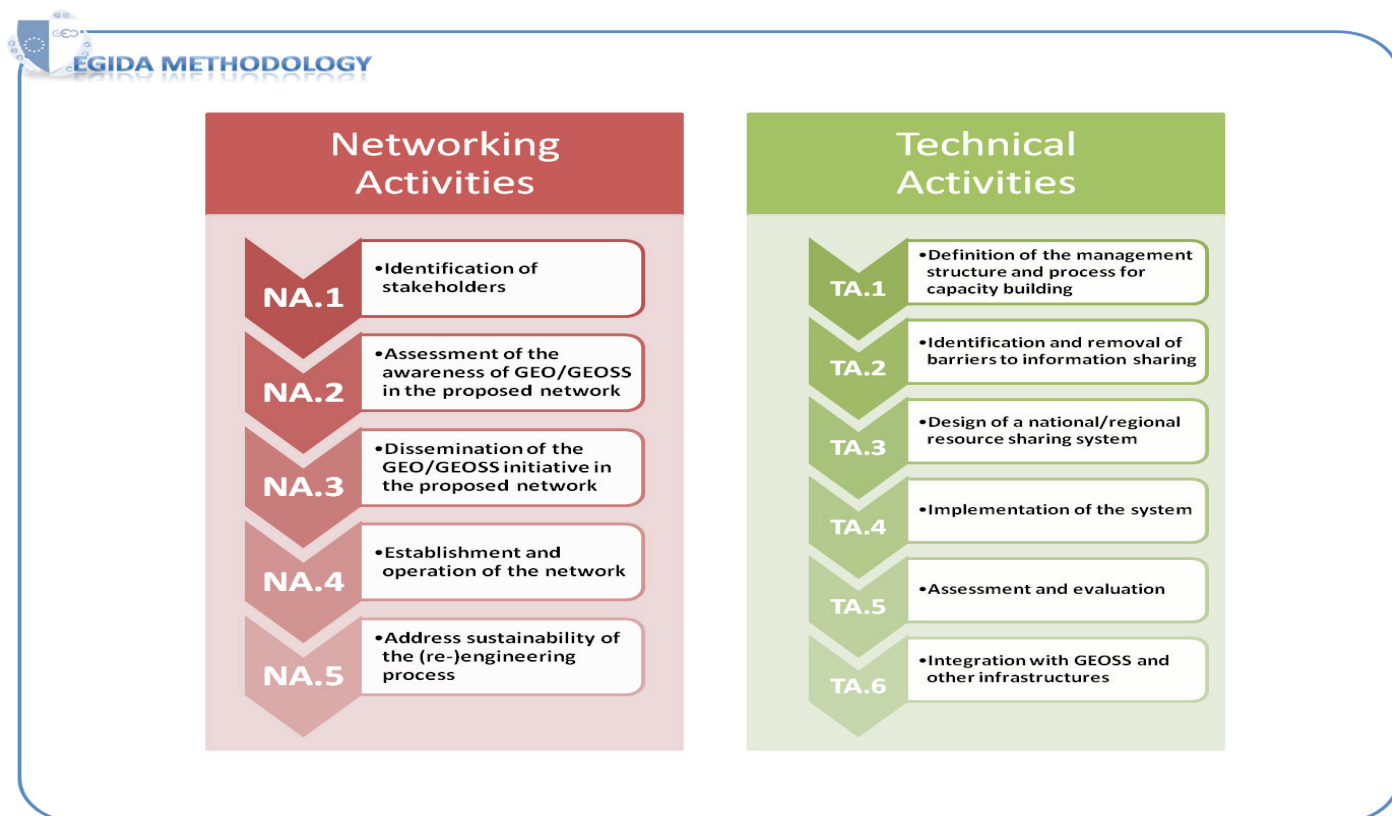 GEO
EGIDA METHODOLOGY
Networking
Activities
NA.1
•Identification of
stakeholders
NA.2
•Assessment of the
awareness of GEO/GEOSS
in the proposed network
NA.3
•Dissemination of the
GEO/GEOSS initiative in
the proposed network
NA.4
•Establishment and
operation of the network
NA.5
•Address sustainability of
the (re-)engineering
process
Technical
Activities
TA.1
•Definition of the management
structure and process for
capacity building
TA.2
•Identification and removal of
barriers to information sharing
TA.3
•Design of a national/regional
resource sharing system
TA.4
•Implementation of the system
TA.5
•Assessment and evaluation
TA.6
•Integration with GEOSS and
other infrastructures